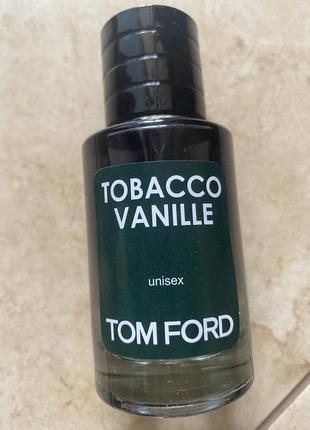 TOBACCO
VANILLE
unisex
TOM FORD